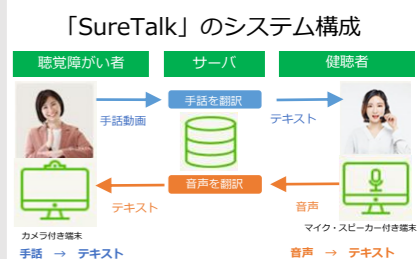 「SureTalk」のシステム構成
聴覚障がい者
サーバ
健聴者
手話を翻訳
手話動画
テキスト
音声を翻訳
テキスト
音声
カメラ付き端末
マイク・スピーカー付き端末
手話 → テキスト
音声 → テキスト